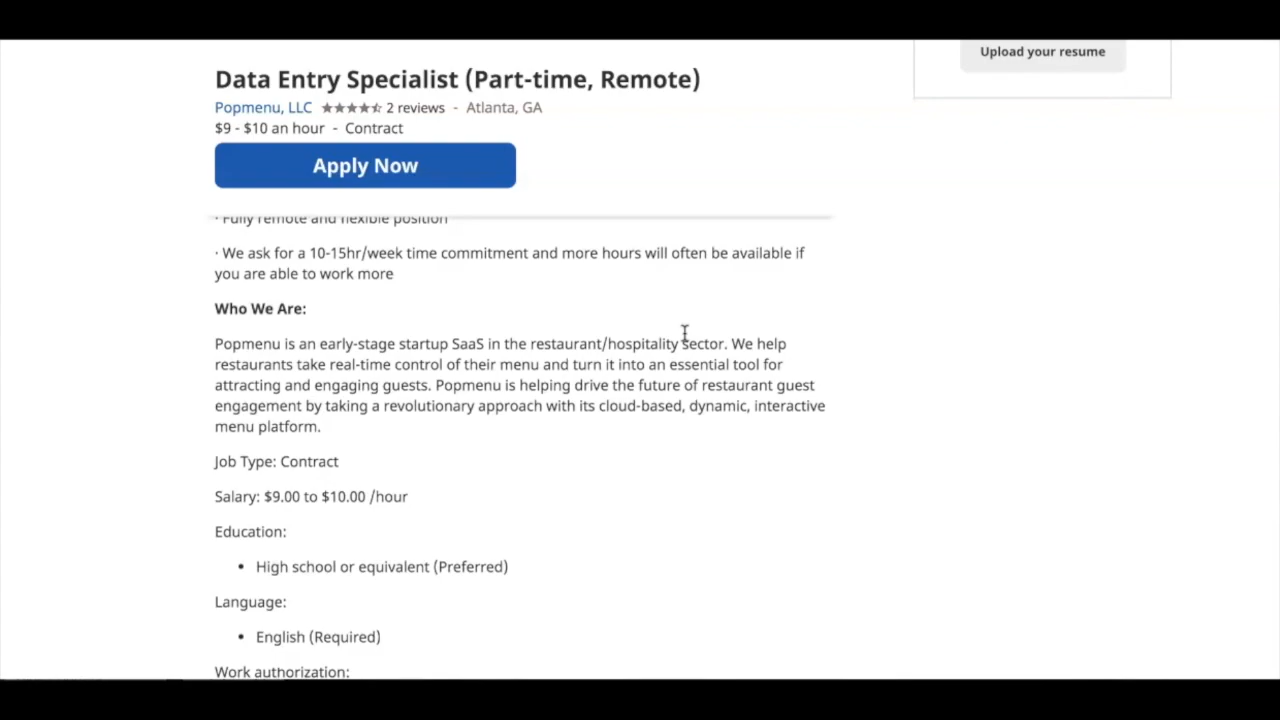 Upload your resume
Data Entry Specialist (Part-time, Remote)
Popmenu, LLC ★★★★★ 2 reviews - Atlanta, GA
$9 - $10 an hour - Contract
Apply Now
· Fully remote and flexible position
· We ask for a 10-15hr/week time commitment and more hours will often be available if
you are able to work more
Who We Are:
Popmenu is an early-stage startup SaaS in the restaurant/hospitality sector. We help
restaurants take real-time control of their menu and turn it into an essential tool for
attracting and engaging guests. Popmenu is helping drive the future of restaurant guest
engagement by taking a revolutionary approach with its cloud-based, dynamic, interactive
menu platform.
Job Type: Contract
Salary: $9.00 to $10.00 /hour
Education:
• High school or equivalent (Preferred)
Language:
• English (Required)
Work authorization: